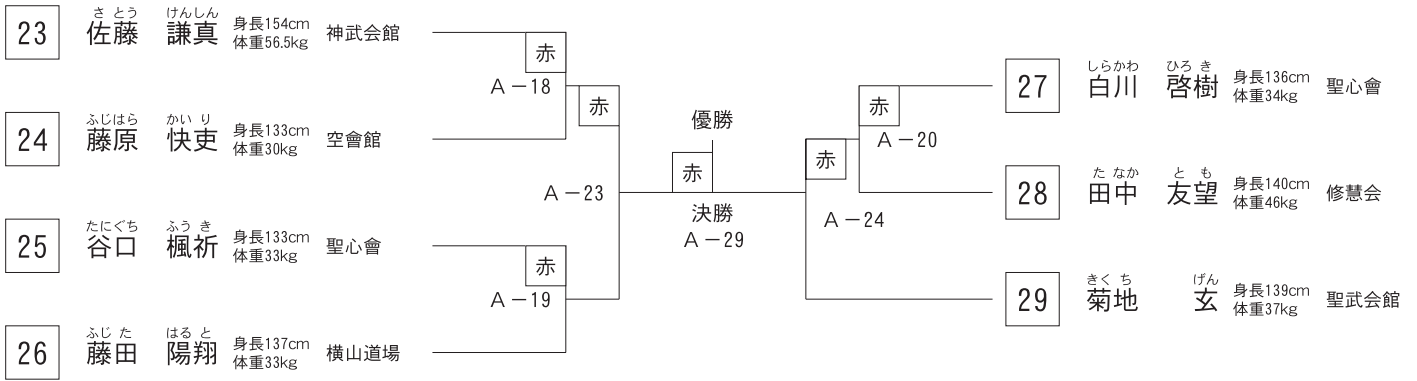 さとう けんしん
23 佐藤 謙真 身長154cm 体重56.5kg 神武会館
ふじはら かいり
24 藤原 快吏 身長133cm 体重30kg 空會館
たにぐち ふうき
25 谷口 楓祈 身長133cm 体重33kg 聖心會
ふじた はると
26 藤田 陽翔 身長137cm 体重33kg 横山道場
赤
A-18
赤
A-23
赤
A-19
優勝
赤
決勝
A-29
赤
A-20
赤
A-24
しらかわ ひろき
27 白川 啓樹 身長136cm 体重34kg 聖心會
たなか とも
28 田中 友望 身長140cm 体重46kg 修慧会
きくち げん
29 菊地 玄 身長139cm 体重37kg 聖武会館